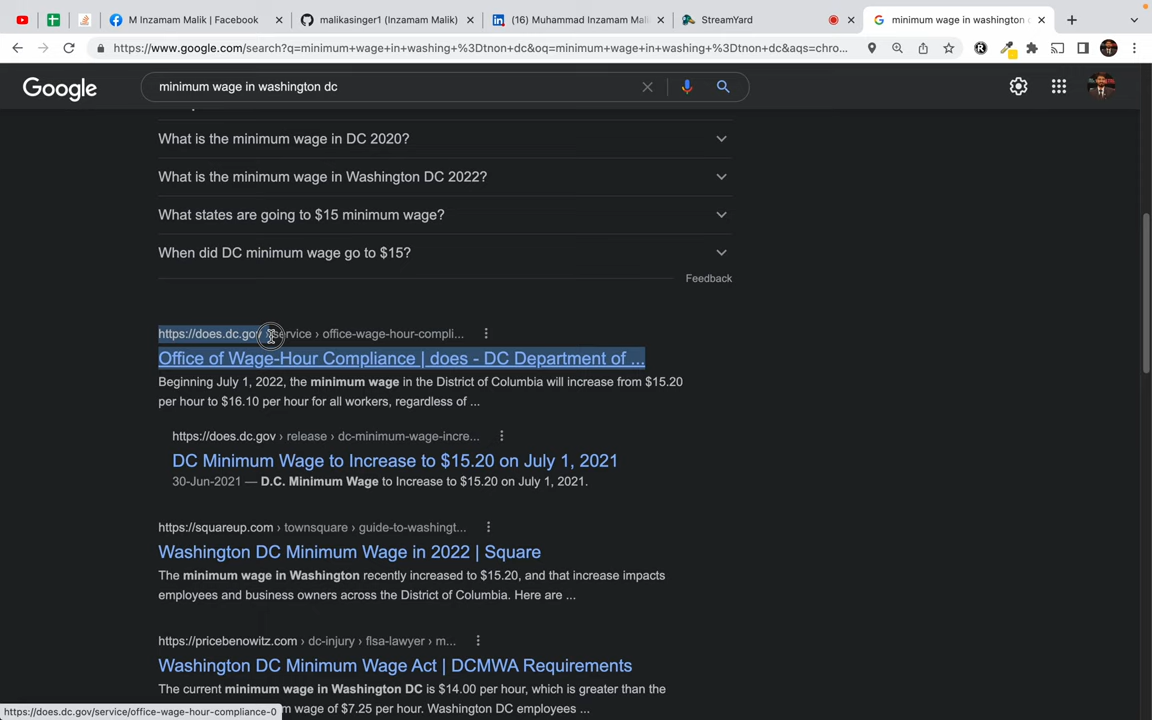 M Inzamam Malik | Facebook
malikasinger1 (Inzamam Malik)
(16) Muhammad Inzamam Malik
StreamYard
minimum wage in washington
https://www.google.com/search?q=minimum+wage+in+washing+%3Dtnon+dc&oq=minimum+wage+in+washing+%3Dtnon+dc&aqs=chro...
Google
minimum wage in washington dc
What is the minimum wage in DC 2020?
What is the minimum wage in Washington DC 2022?
What states are going to $15 minimum wage?
When did DC minimum wage go to $15?
Feedback
https://does.dc.gov › service › office-wage-hour-compli...
Office of Wage-Hour Compliance | does - DC Department of ...
Beginning July 1, 2022, the minimum wage in the District of Columbia will increase from $15.20
per hour to $16.10 per hour for all workers, regardless of ...
https://does.dc.gov › release › dc-minimum-wage-incre...
DC Minimum Wage to Increase to $15.20 on July 1, 2021
30-Jun-2021 — D.C. Minimum Wage to Increase to $15.20 on July 1, 2021.
https://squareup.com › townsquare › guide-to-washingt...
Washington DC Minimum Wage in 2022 | Square
The minimum wage in Washington recently increased to $15.20, and that increase impacts
employees and business owners across the District of Columbia. Here are ...
https://pricebenowitz.com › dc-injury › flsa-lawyer › m...
Washington DC Minimum Wage Act | DCMWA Requirements
The current minimum wage in Washington DC is $14.00 per hour, which is greater than the
wage of $7.25 per hour. Washington DC employees ...
https://does.dc.gov/service/office-wage-hour-compliance-0